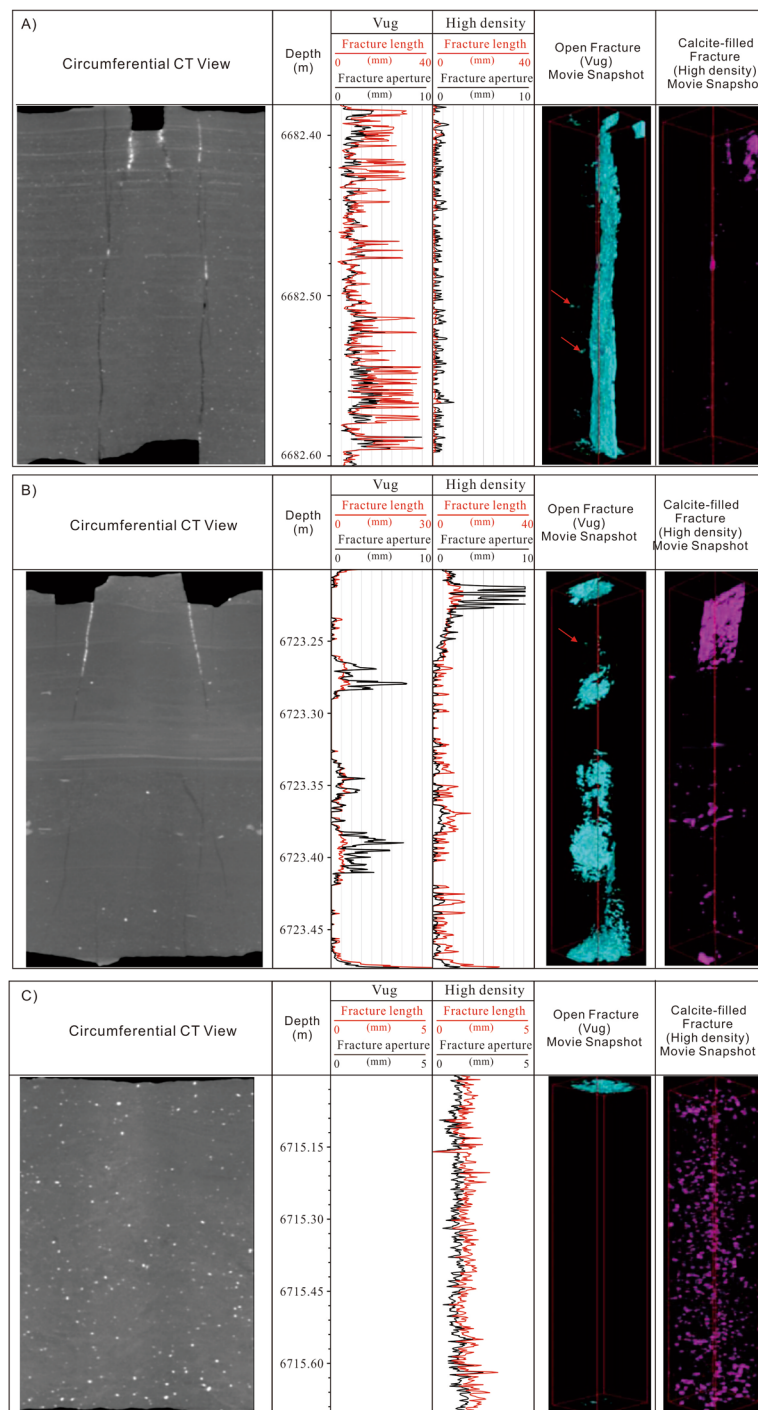 A)
Circumferential CT View
Depth
(m)
Vug
Fracture length
0 (mm) 40
Fracture aperture
0 (mm) 10
High density
Fracture length
0 (mm) 40
Fracture aperture
0 (mm) 10
Open Fracture
(Vug)
Movie Snapshot
Calcite-filled
Fracture
(High density)
Movie Snapshot
6682.40
6682.50
6682.60
B)
Circumferential CT View
Depth
(m)
Vug
Fracture length
0 (mm) 30
Fracture aperture
0 (mm) 10
High density
Fracture length
0 (mm) 40
Fracture aperture
0 (mm) 10
Open Fracture
(Vug)
Movie Snapshot
Calcite-filled
Fracture
(High density)
Movie Snapshot
6723.25
6723.30
6723.35
6723.40
6723.45
C)
Circumferential CT View
Depth
(m)
Vug
Fracture length
0 (mm) 5
Fracture aperture
0 (mm) 5
High density
Fracture length
0 (mm) 5
Fracture aperture
0 (mm) 5
Open Fracture
(Vug)
Movie Snapshot
Calcite-filled
Fracture
(High density)
Movie Snapshot
6715.15
6715.30
6715.45
6715.60